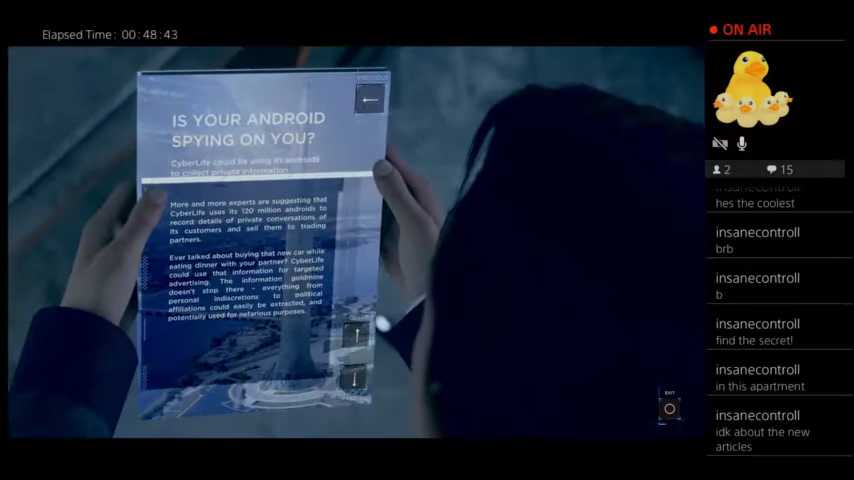 Elapsed Time: 00:48:43
ON AIR
PREVIOUS
IS YOUR ANDROID
SPYING ON YOU?
CyberLife could be using its androids
to collect private information.
More and more experts are suggesting that
CyberLife uses its 120 million androids to
record details of private conversations of
its customers and sell them to trading
partners.
Ever talked about buying that new car while
eating dinner with your partner? CyberLife
could use that information for targeted
advertising. The information goldmine
doesn't stop there – everything from
personal indiscretions to political
affiliations could easily be extracted, and
potentially used for nefarious purposes.
EXIT
2
15
insanecontroll
hes the coolest
insanecontroll
brb
insanecontroll
b
insanecontroll
find the secret!
insanecontroll
in this apartment
insanecontroll
idk about the new
articles